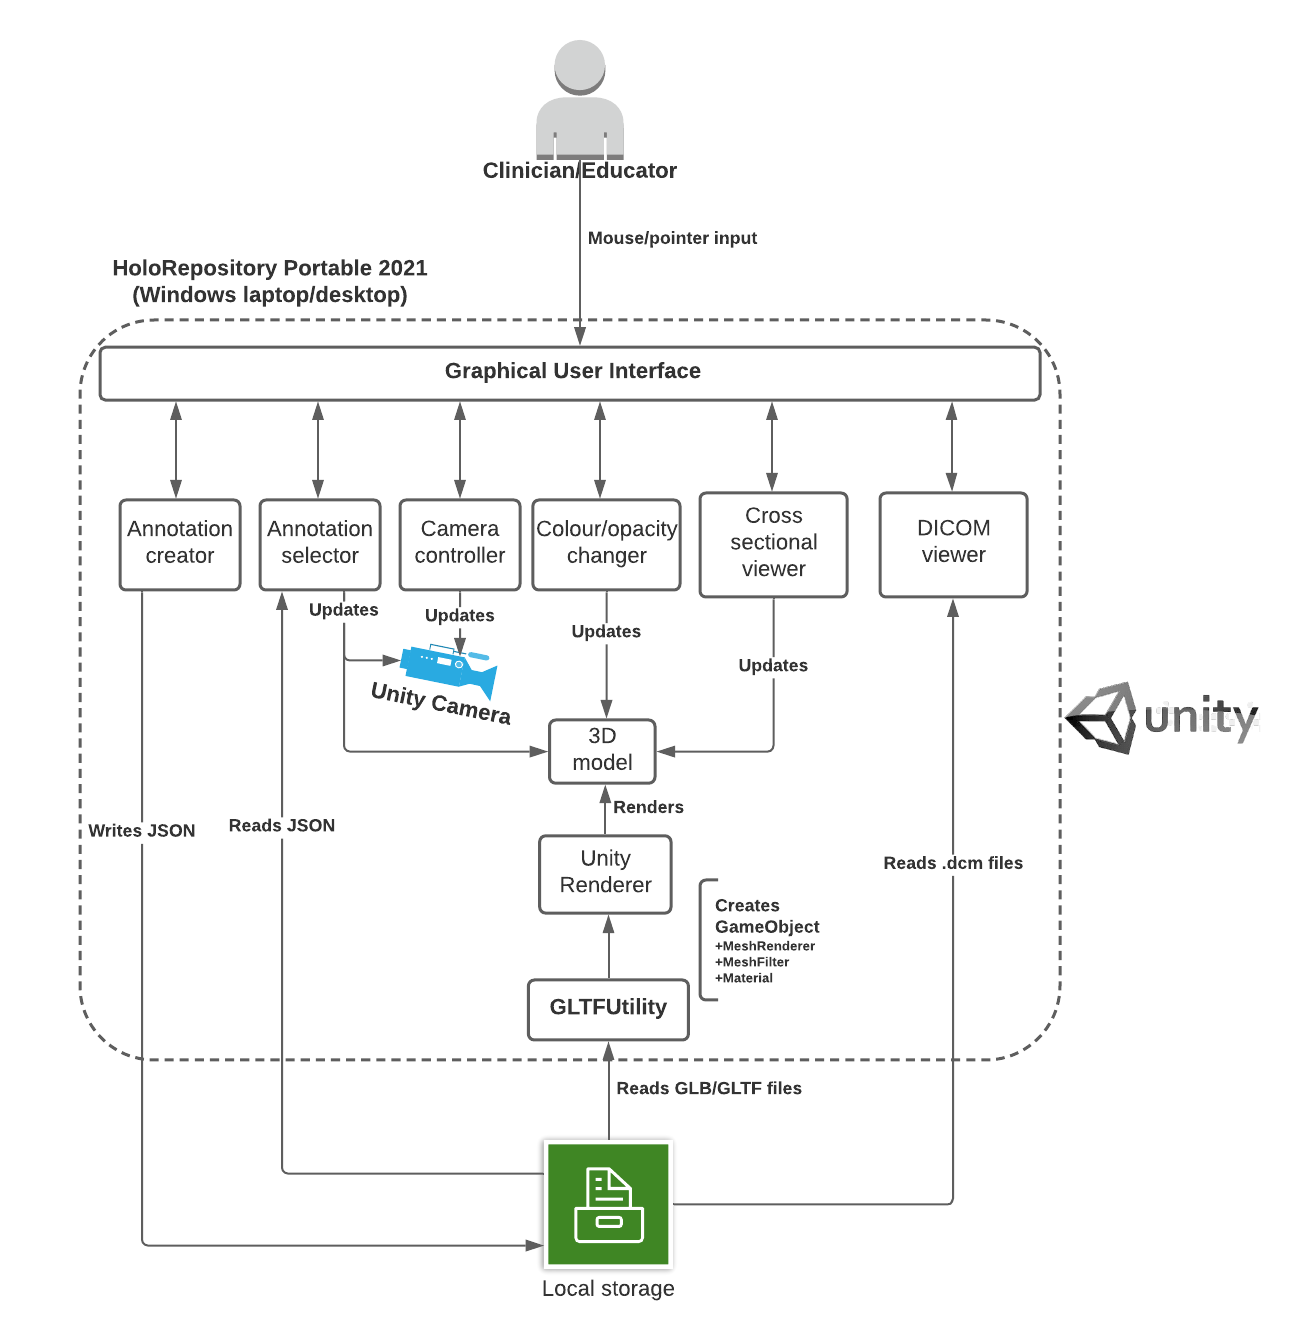 Clinician/Educator
Mouse/pointer input
HoloRepository Portable 2021
(Windows laptop/desktop)
Graphical User Interface
Annotation
creator
Annotation
selector
Camera
controller
Colour/opacity
changer
Cross
sectional
viewer
DICOM
viewer
Updates
Updates
Updates
Updates
Unity Camera
unity
3D
model
Renders
Writes JSON
Reads JSON
Unity
Renderer
Reads .dcm files
Creates
GameObject
+MeshRenderer
+MeshFilter
+Material
GLTFUtility
Reads GLB/GLTF files
Local storage